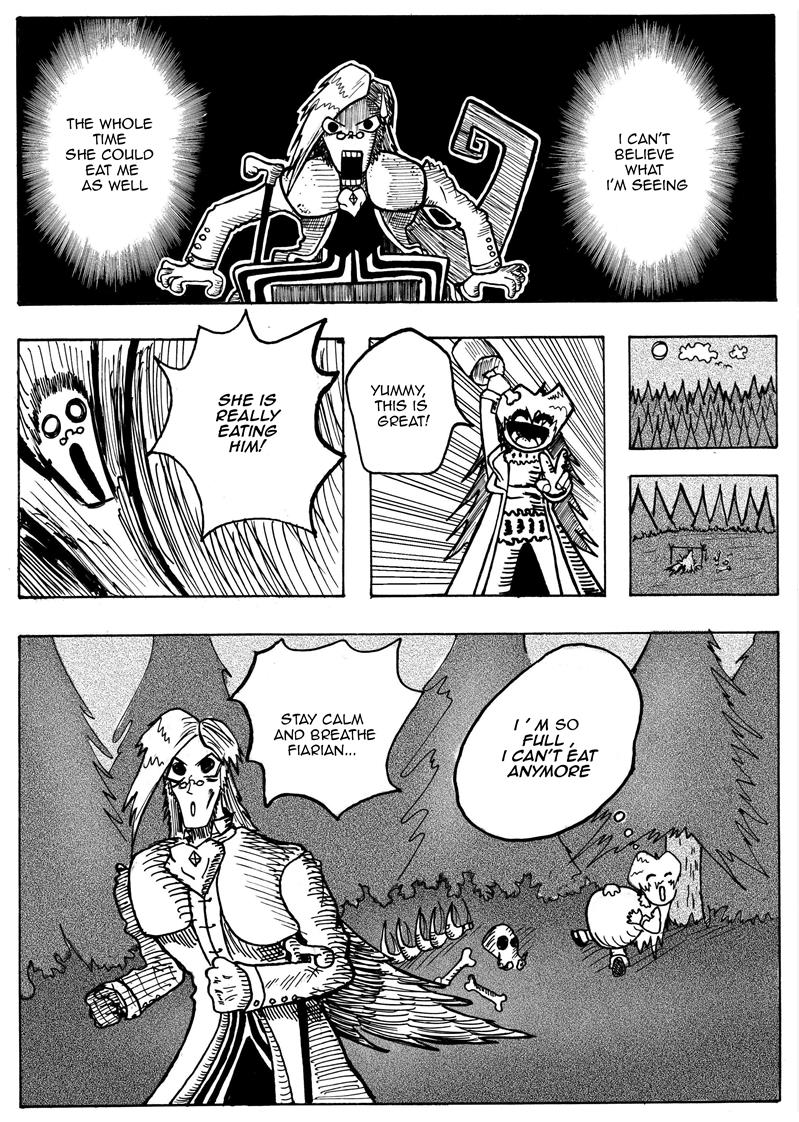 THE WHOLE
TIME
SHE COULD
EAT ME
AS WELL
I CAN'T
BELIEVE
WHAT
I'M SEEING
SHE IS
REALLY
EATING
HIM!
YUMMY,
THIS IS
GREAT!
STAY CALM
AND BREATHE
FIARIAN...
I'M SO
FULL,
I CAN'T EAT
ANYMORE